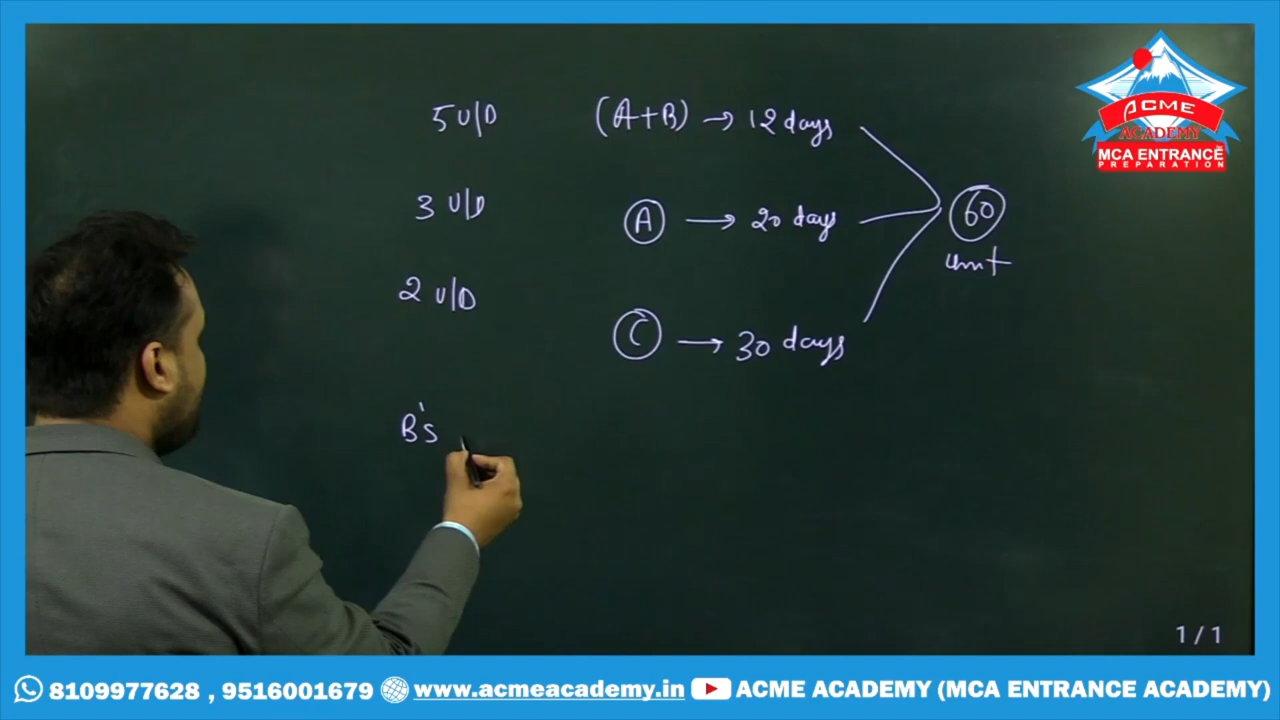 5 U/D (A+B) → 12 days
3 U/D A → 20 days
60
unit
2 U/D C → 30 days
B's
ACME
ACADEMY
MCA ENTRANCE
PREPARATION
1 / 1
8109977628 , 9516001679 www.acmeacademy.in ACME ACADEMY (MCA ENTRANCE ACADEMY)